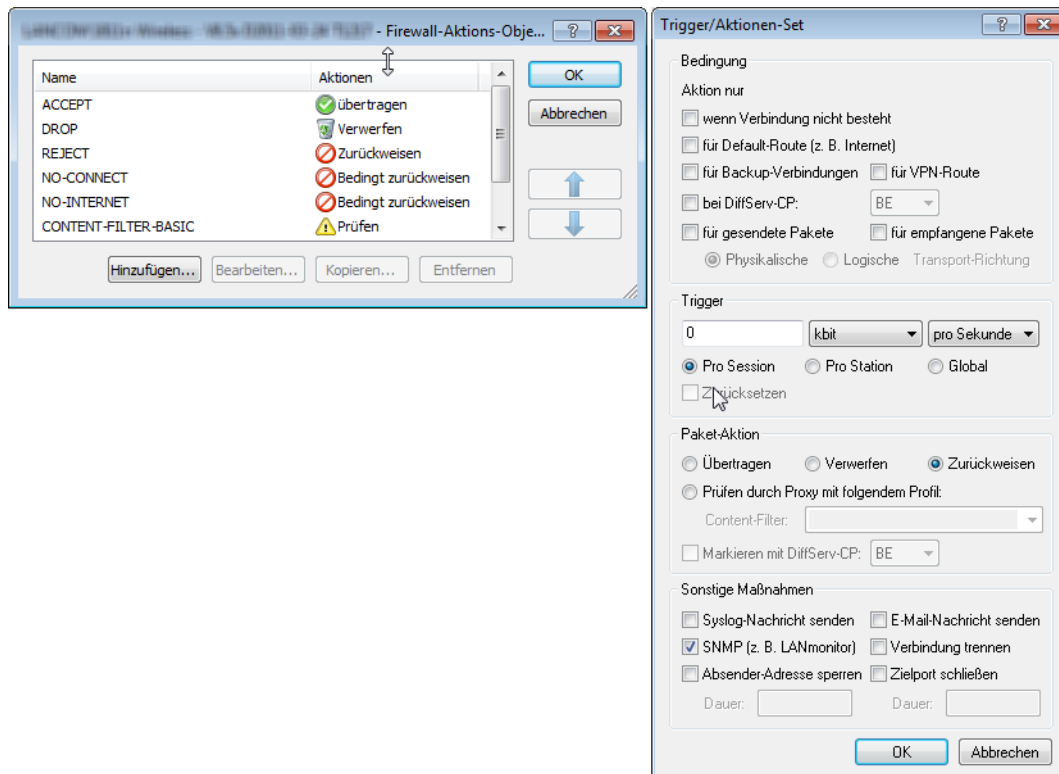 - Firewall-Aktions-Obje...
Name Aktionen
ACCEPT übertragen
DROP Verwerfen
REJECT Zurückweisen
NO-CONNECT Bedingt zurückweisen
NO-INTERNET Bedingt zurückweisen
CONTENT-FILTER-BASIC Prüfen
OK
Abbrechen
Hinzufügen... Bearbeiten... Kopieren... Entfernen
Trigger/Aktionen-Set
Bedingung
Aktion nur
wenn Verbindung nicht besteht
für Default-Route (z. B. Internet)
für Backup-Verbindungen für VPN-Route
bei DiffServ-CP: BE
für gesendete Pakete für empfangene Pakete
Physikalische Logische Transport-Richtung
Trigger
0 kbit pro Sekunde
Pro Session Pro Station Global
Zurücksetzen
Paket-Aktion
Übertragen Verwerfen Zurückweisen
Prüfen durch Proxy mit folgendem Profil:
Content-Filter:
Markieren mit DiffServ-CP: BE
Sonstige Maßnahmen
Syslog-Nachricht senden E-Mail-Nachricht senden
SNMP (z. B. LANmonitor) Verbindung trennen
Absender-Adresse sperren Zielport schließen
Dauer: Dauer:
OK Abbrechen